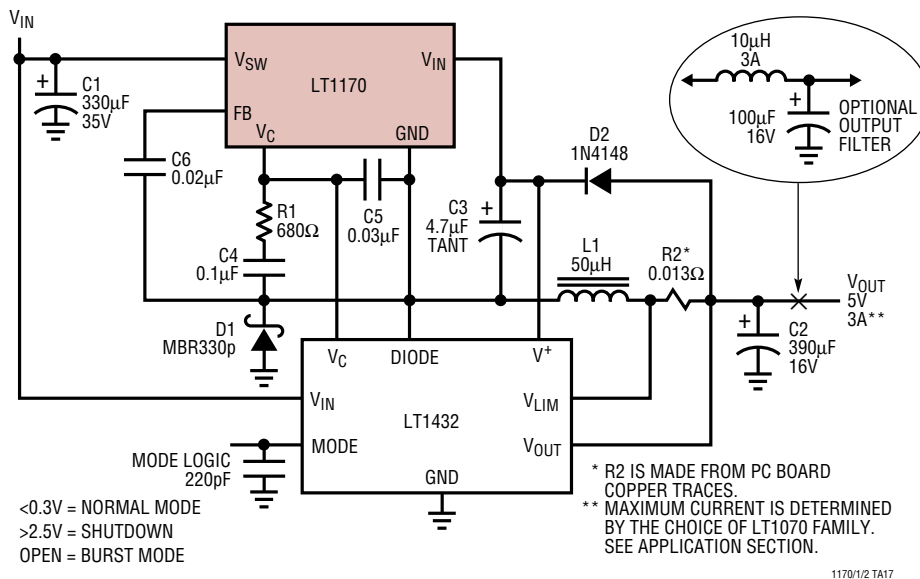 VIN
VSW
LT1170
VIN
FB
VC
GND
+
C1
330µF
35V
C6
0.02µF
R1
680Ω
C5
0.03µF
C4
0.1µF
C3
+
4.7µF
TANT
D2
1N4148
10µH
3A
+
100µF
16V
OPTIONAL
OUTPUT
FILTER
L1
50µH
R2*
0.013Ω
VOUT
5V
3A**
+
C2
390µF
16V
D1
MBR330p
VC
DIODE
V+
VIN
VLIM
LT1432
MODE
VOUT
GND
MODE LOGIC
220pF
<0.3V = NORMAL MODE
>2.5V = SHUTDOWN
OPEN = BURST MODE
* R2 IS MADE FROM PC BOARD
COPPER TRACES.
** MAXIMUM CURRENT IS DETERMINED
BY THE CHOICE OF LT1070 FAMILY.
SEE APPLICATION SECTION.
1170/1/2 TA17